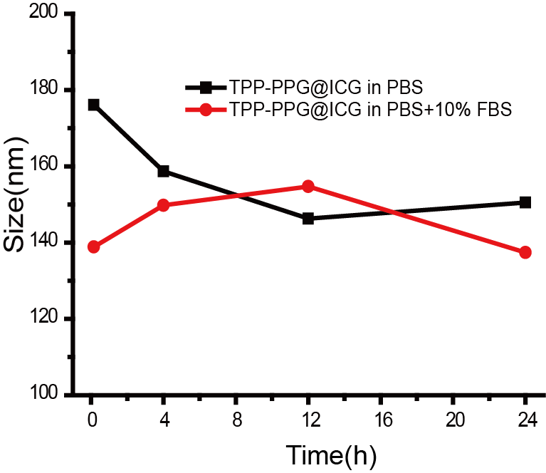 200
180
160
140
120
100
Size(nm)
TPP-PPG@ICG in PBS
TPP-PPG@ICG in PBS+10% FBS
0 4 8 12 16 20 24
Time(h)